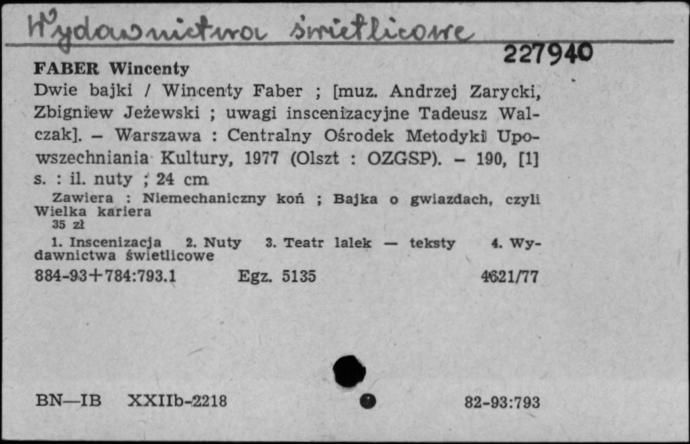 Wydawnictwa świetlicowe
227940
FABER Wincenty
Dwie bajki / Wincenty Faber ; [muz. Andrzej Zarycki,
Zbigniew Jeżewski ; uwagi inscenizacyjne Tadeusz Wal-
czak]. — Warszawa : Centralny Ośrodek Metodyki Upo-
wszechniania Kultury, 1977 (Olszt : OZGSP). — 190, [1]
s. : il. nuty ; 24 cm
Zawiera : Niemechaniczny koń ; Bajka o gwiazdach, czyli
Wielka kariera
35 zł
1. Inscenizacja 2. Nuty 3. Teatr lalek — teksty 4. Wy-
dawnictwa świetlicowe
884-93+784:793.1 Egz. 5135 4621/77
BN—IB XXIIb-2218 82-93:793